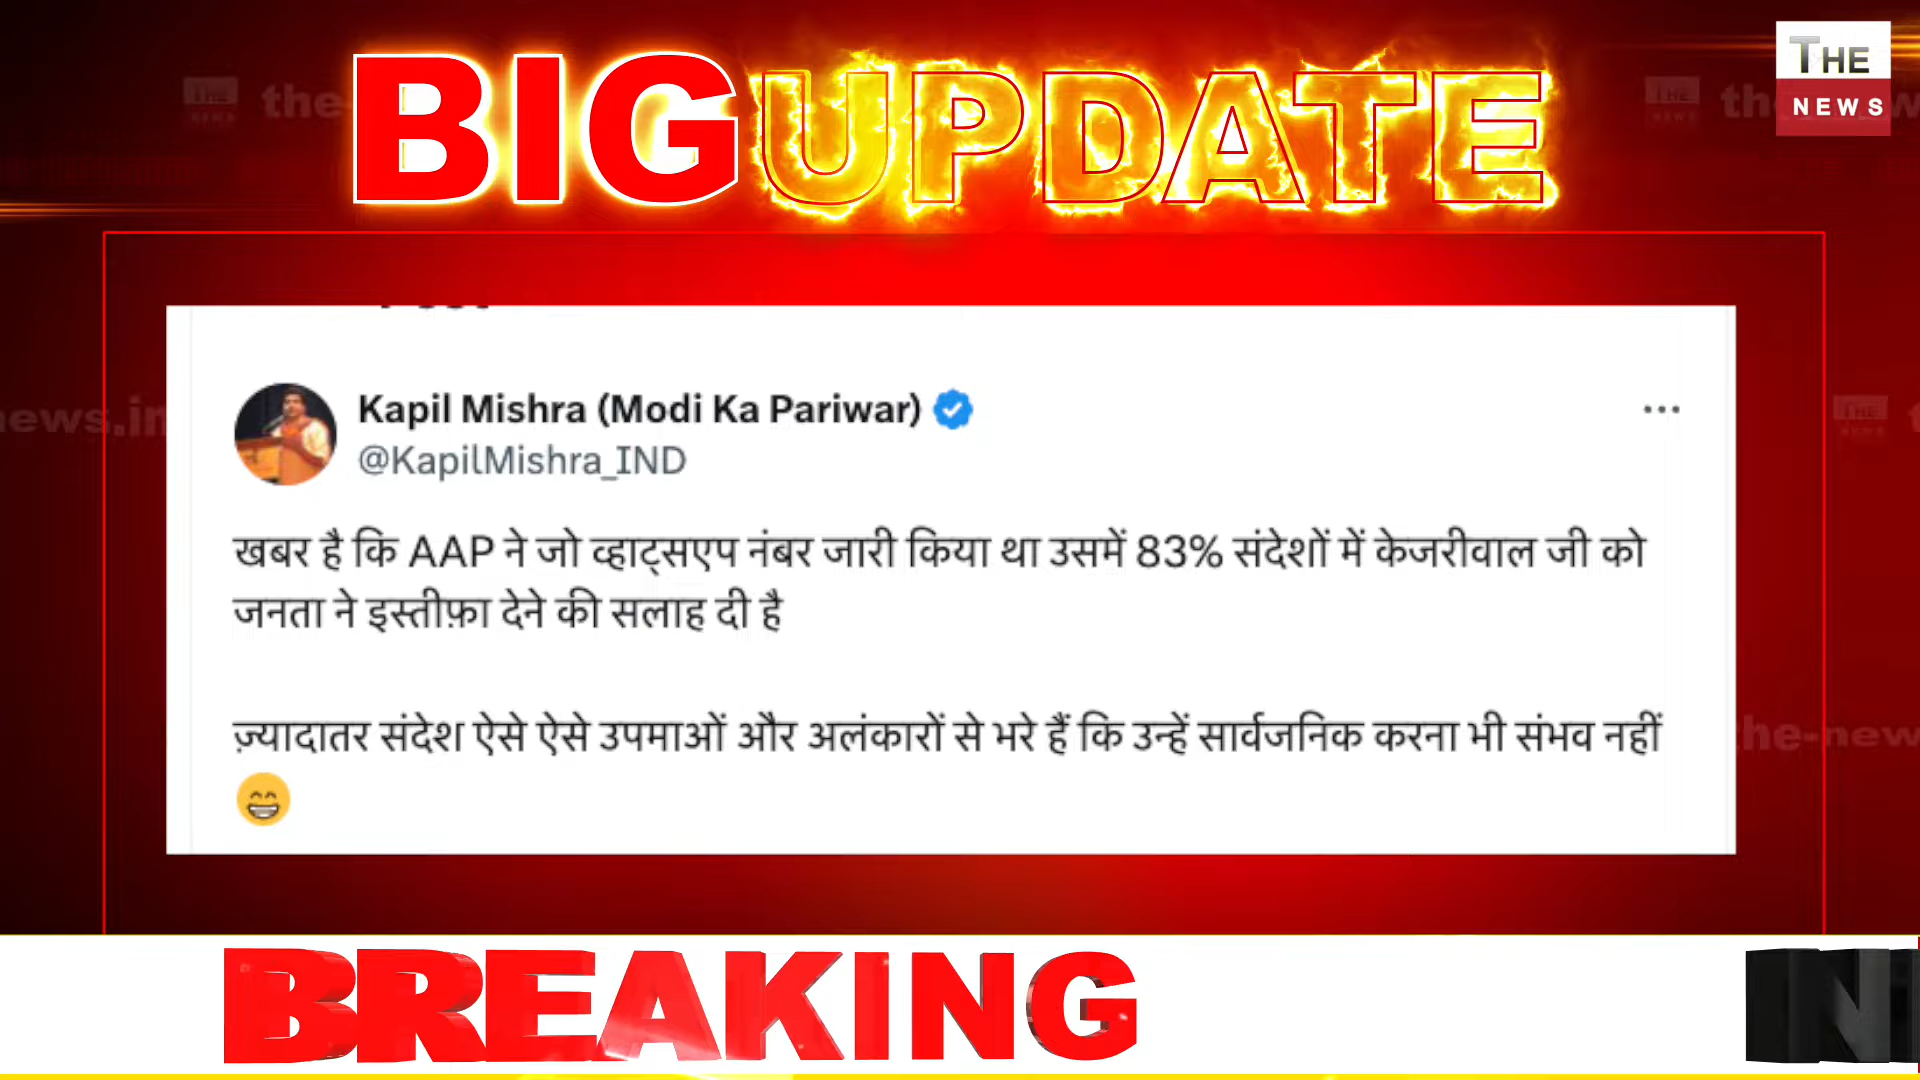 BIG UPDATE
THE
NEWS
Kapil Mishra (Modi Ka Pariwar)
@KapilMishra_IND
खबर है कि AAP ने जो व्हाट्सएप नंबर जारी किया था उसमें 83% संदेशों में केजरीवाल जी को
जनता ने इस्तीफ़ा देने की सलाह दी है
ज़्यादातर संदेश ऐसे ऐसे उपमाओं और अलंकारों से भरे हैं कि उन्हें सार्वजनिक करना भी संभव नहीं
😁
BREAKING N